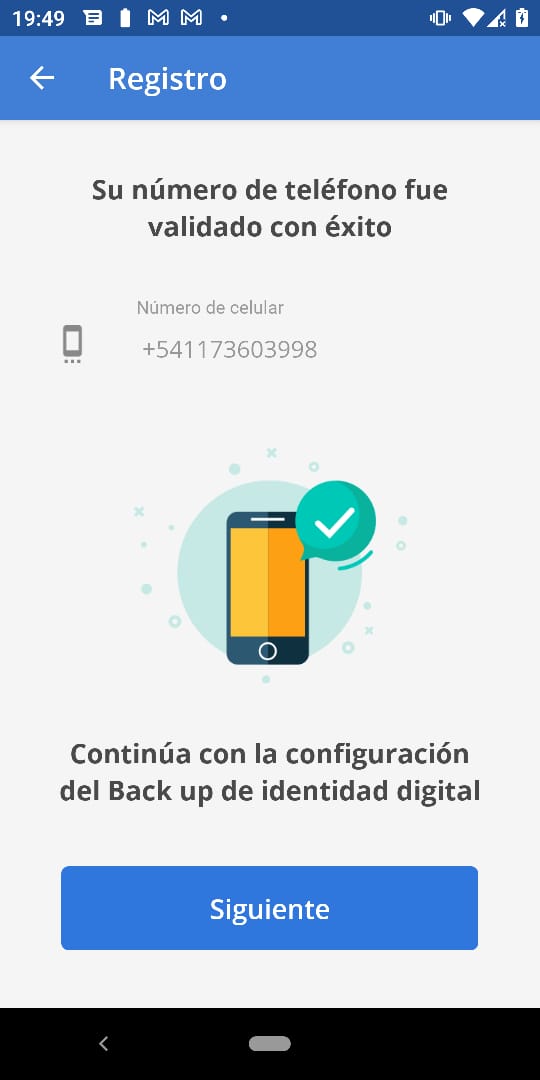 19:49
Registro
Su número de teléfono fue
validado con éxito
Número de celular
+541173603998
Continúa con la configuración
del Back up de identidad digital
Siguiente